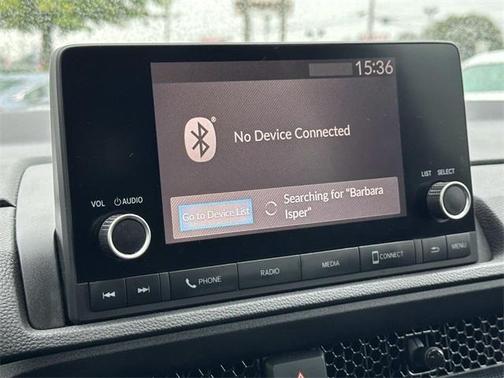 15:36
®
No Device Connected
Go to Device List
Searching for "Barbara
Isper"
VOL AUDIO
LIST SELECT
PHONE
RADIO
MEDIA
CONNECT
MENU